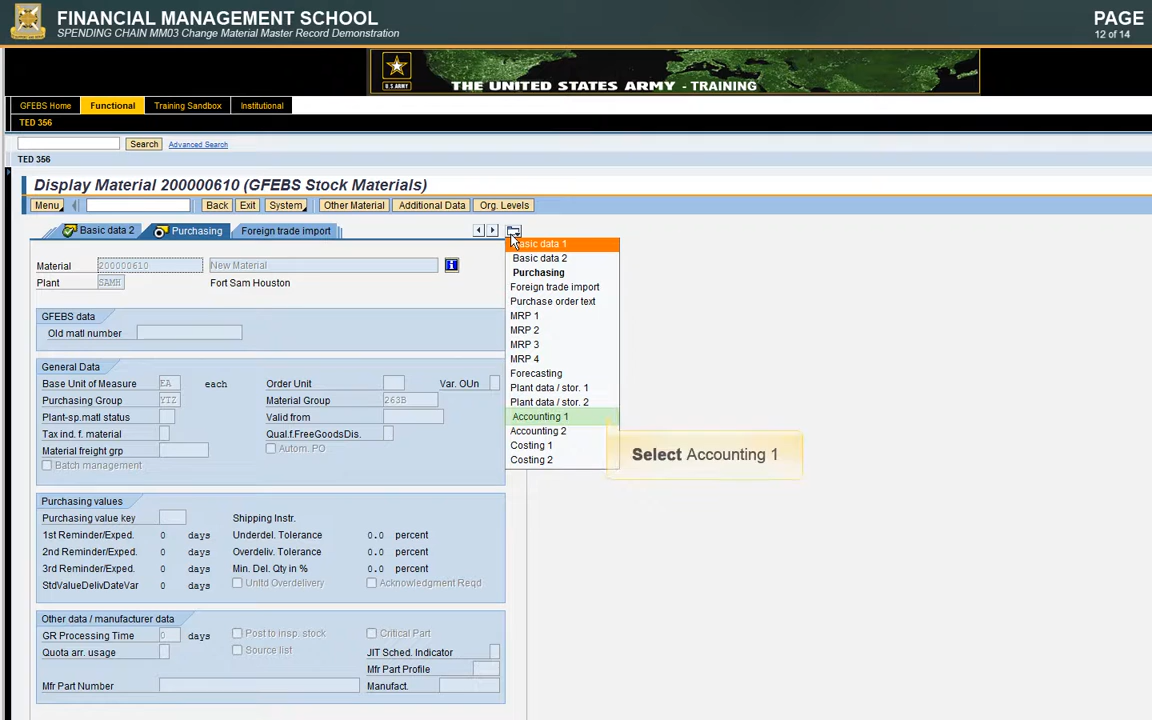 FINANCIAL MANAGEMENT SCHOOL
SPENDING CHAIN MM03 Change Material Master Record Demonstration
PAGE
12 of 14
U.S. ARMY
THE UNITED STATES ARMY - TRAINING
GFEBS Home Functional Training Sandbox Institutional
TED 356
Search Advanced Search
TED 356
Display Material 200000610 (GFEBS Stock Materials)
Menu Back Exit System Other Material Additional Data Org. Levels
Basic data 2 Purchasing Foreign trade import
Material 200000610 New Material
Plant SAMH Fort Sam Houston
GFEBS data
Old matl number
General Data
Base Unit of Measure EA each Order Unit Var. OUn
Purchasing Group YTZ Material Group 263B
Plant-sp.matl status Valid from
Tax ind. f. material Qual.f.FreeGoodsDis.
Material freight grp Autom. PO
Batch management
Purchasing values
Purchasing value key Shipping Instr.
1st Reminder/Exped. 0 days Underdel. Tolerance 0.0 percent
2nd Reminder/Exped. 0 days Overdeliv. Tolerance 0.0 percent
3rd Reminder/Exped. 0 days Min. Del. Qty in % 0.0 percent
StdValueDelivDateVar 0 days Unltd Overdelivery Acknowledgment Reqd
Other data / manufacturer data
GR Processing Time 0 days Post to insp. stock Critical Part
Quota arr. usage Source list JIT Sched. Indicator
Mfr Part Profile
Mfr Part Number Manufact.
Basic data 1
Basic data 2
Purchasing
Foreign trade import
Purchase order text
MRP 1
MRP 2
MRP 3
MRP 4
Forecasting
Plant data / stor. 1
Plant data / stor. 2
Accounting 1
Accounting 2
Costing 1
Costing 2
Select Accounting 1